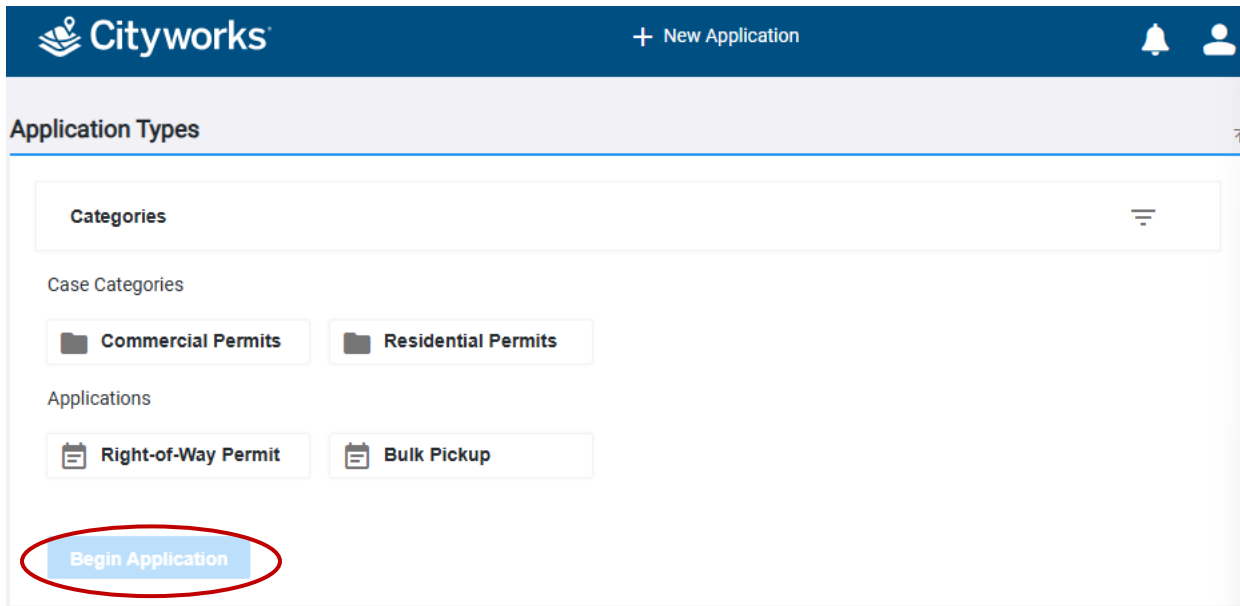 Cityworks
New Application
Application Types
Categories
Case Categories
Commercial Permits
Residential Permits
Applications
Right-of-Way Permit
Bulk Pickup
Begin Application